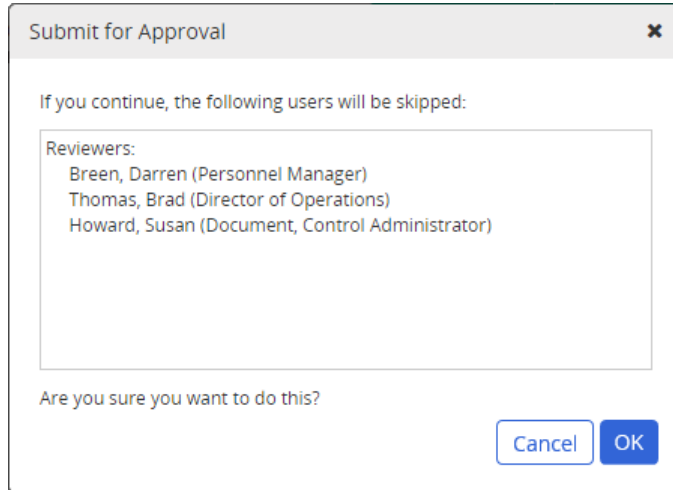 Submit for Approval
If you continue, the following users will be skipped:
Reviewers:
Breen, Darren (Personnel Manager)
Thomas, Brad (Director of Operations)
Howard, Susan (Document, Control Administrator)
Are you sure you want to do this?
Cancel OK